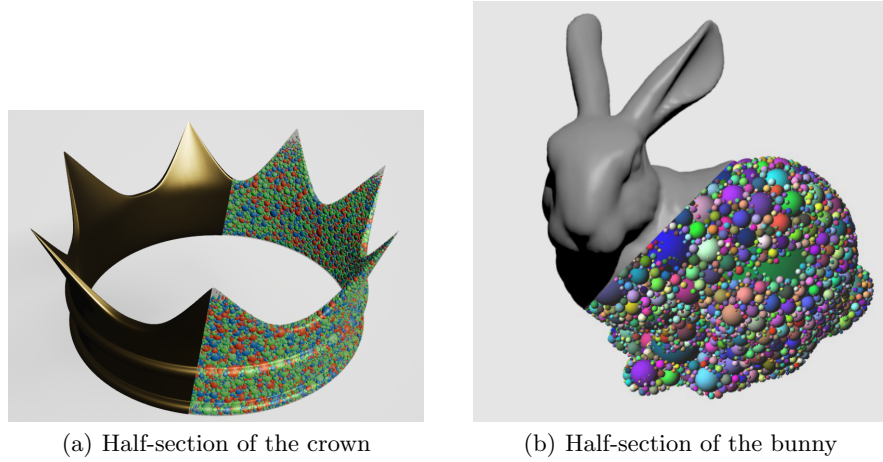 (a) Half-section of the crown
(b) Half-section of the bunny